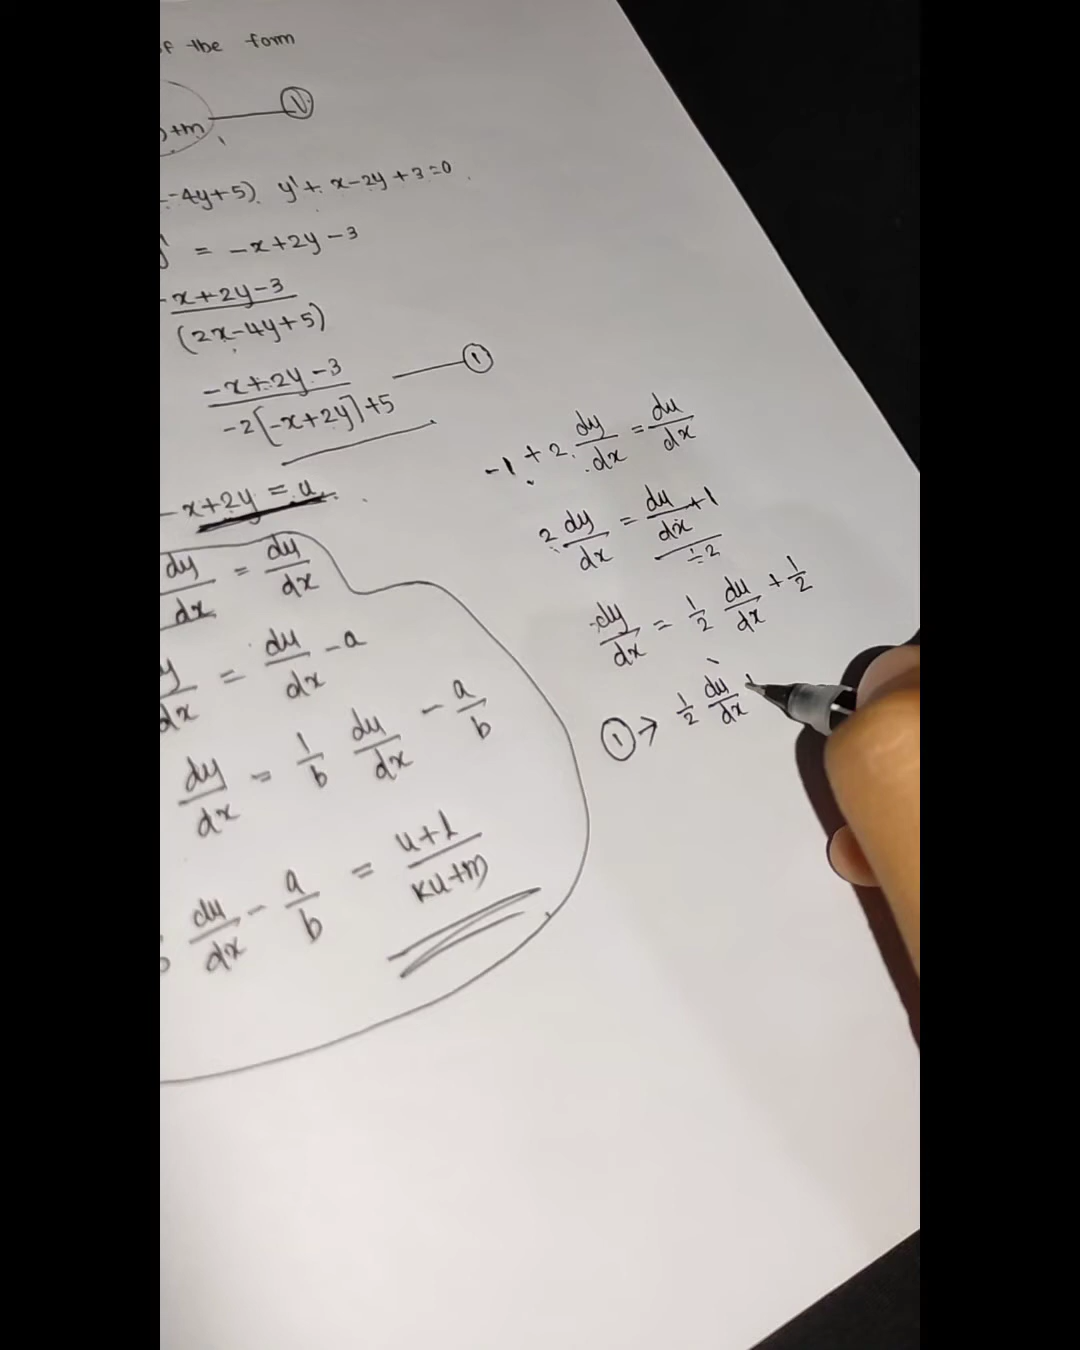 of the form
+m
①
-4y+5) y' + x-2y+3=0
y' = -x+2y-3
-x+2y-3
(2x-4y+5)
-x+2y-3
-2[-x+2y]+5
①
-x+2y = u
dy/dx = du/dx
y/dx = du/dx - a
dy/dx = 1/b du/dx - a/b
du/dx - a/b = u+l/ku+m
-1 + 2 dy/dx = du/dx
2 dy/dx = du/dx + 1
÷2
dy/dx = 1/2 du/dx + 1/2
① → 1/2 du/dx